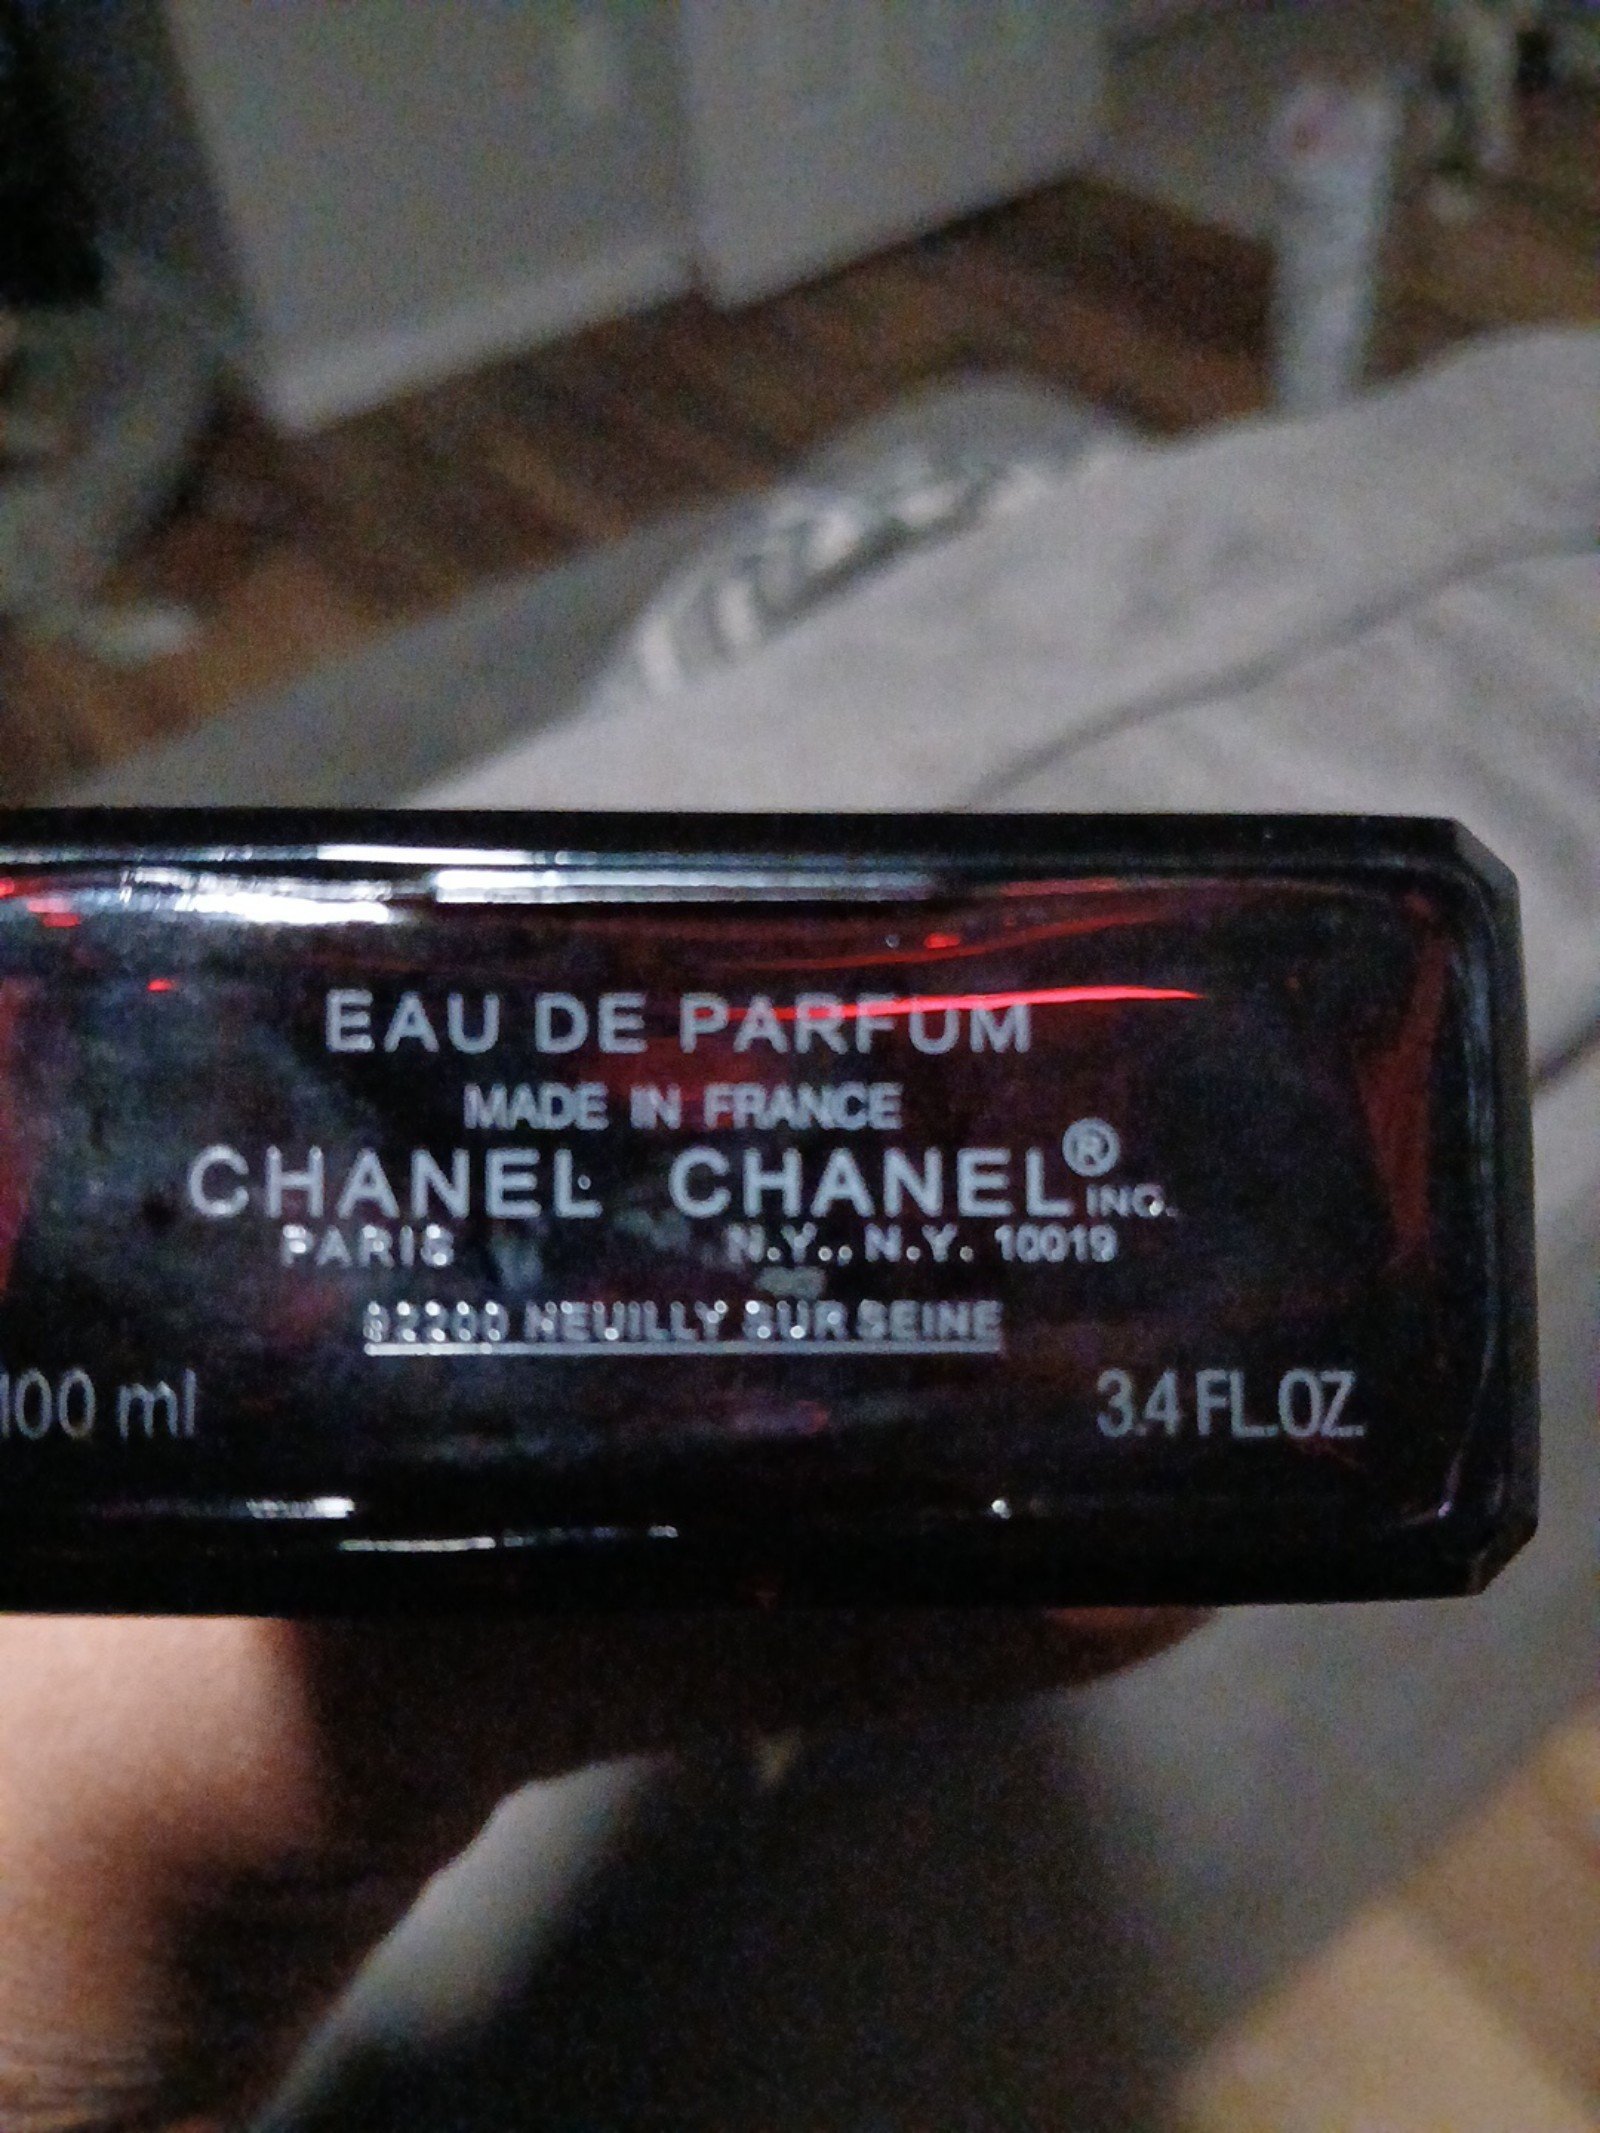 EAU DE PARFUM
MADE IN FRANCE
CHANEL CHANEL®INC.
PARIS N.Y., N.Y. 10019
92200 NEUILLY SUR SEINE
100 ml 3.4 FL.OZ.